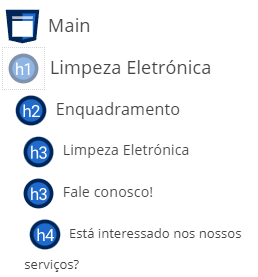 Main
h1 Limpeza Eletrónica
h2 Enquadramento
h3 Limpeza Eletrónica
h3 Fale conosco!
h4 Está interessado nos nossos
serviços?